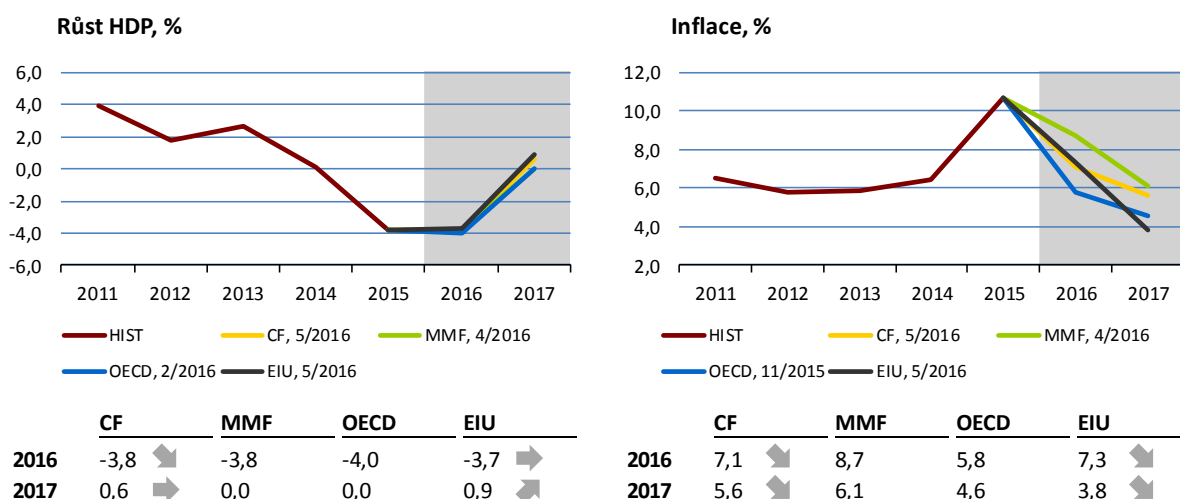 Růst HDP, %
6,0
4,0
2,0
0,0
-2,0
-4,0
-6,0
2011 2012 2013 2014 2015 2016 2017
HIST CF, 5/2016 MMF, 4/2016
OECD, 2/2016 EIU, 5/2016
CF MMF OECD EIU
2016 -3,8 -3,8 -4,0 -3,7
2017 0,6 0,0 0,0 0,9
Inflace, %
12,0
10,0
8,0
6,0
4,0
2,0
2011 2012 2013 2014 2015 2016 2017
HIST CF, 5/2016 MMF, 4/2016
OECD, 11/2015 EIU, 5/2016
CF MMF OECD EIU
2016 7,1 8,7 5,8 7,3
2017 5,6 6,1 4,6 3,8